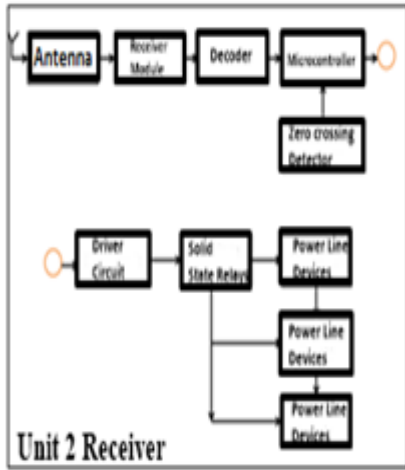 Antenna
Receiver
Module
Decoder
Microcontroller
Zero crossing
Detector
Driver
Circuit
Solid
State Relays
Power Line
Devices
Power Line
Devices
Power Line
Devices
Unit 2 Receiver